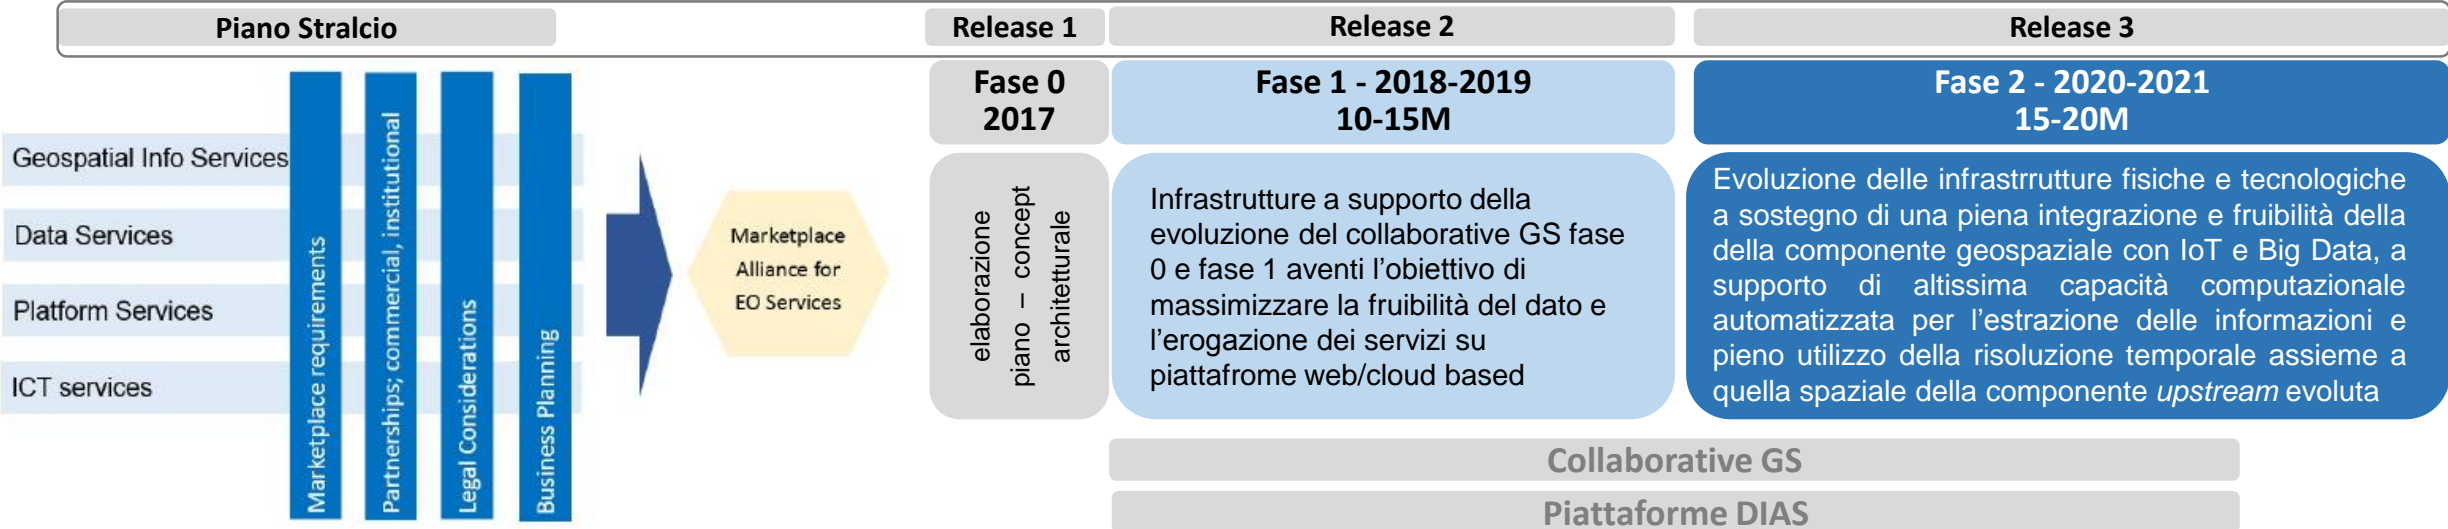 Piano Stralcio
Release 1
Release 2
Release 3
Geospatial Info Services
Data Services
Platform Services
ICT services
Marketplace requirements
Partnerships; commercial, institutional
Legal Considerations
Business Planning
Marketplace
Alliance for
EO Services
Fase 0
2017
elaborazione
piano – concept
architetturale
Fase 1 - 2018-2019
10-15M
Infrastrutture a supporto della
evoluzione del collaborative GS fase
0 e fase 1 aventi l’obiettivo di
massimizzare la fruibilità del dato e
l’erogazione dei servizi su
piattafrome web/cloud based
Fase 2 - 2020-2021
15-20M
Evoluzione delle infrastrrutture fisiche e tecnologiche
a sostegno di una piena integrazione e fruibilità della
della componente geospaziale con IoT e Big Data, a
supporto di altissima capacità computazionale
automatizzata per l’estrazione delle informazioni e
pieno utilizzo della risoluzione temporale assieme a
quella spaziale della componente upstream evoluta
Collaborative GS
Piattaforme DIAS